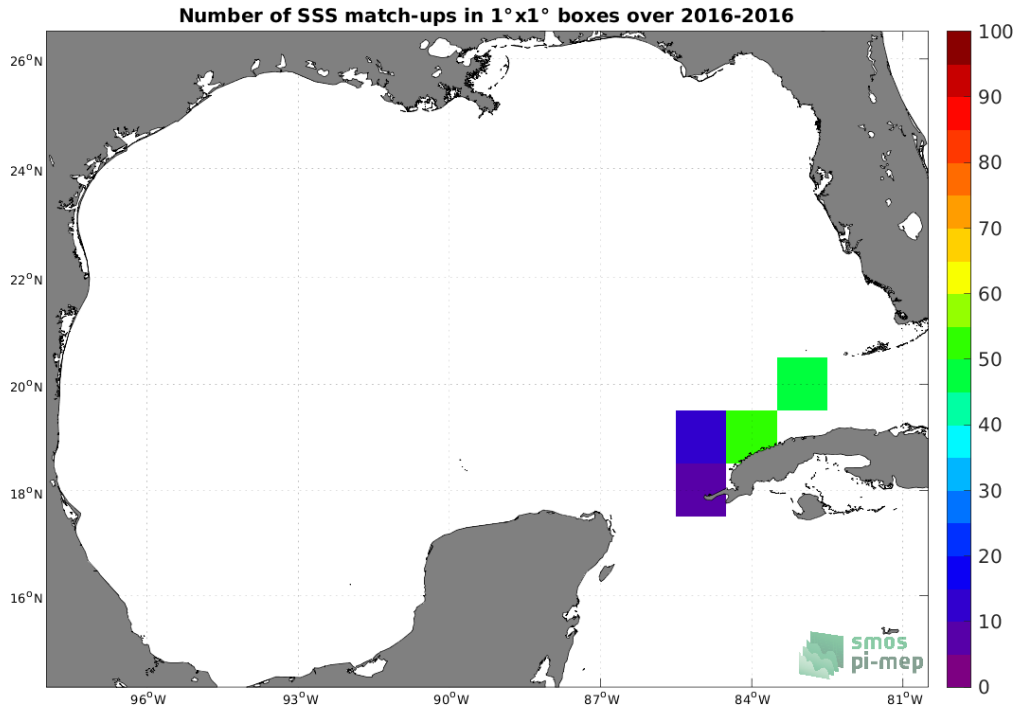 Number of SSS match-ups in 1°x1° boxes over 2016-2016
26°N
24°N
22°N
20°N
18°N
16°N
96°W
93°W
90°W
87°W
84°W
81°W
100
90
80
70
60
50
40
30
20
10
0
smos
pi-mep